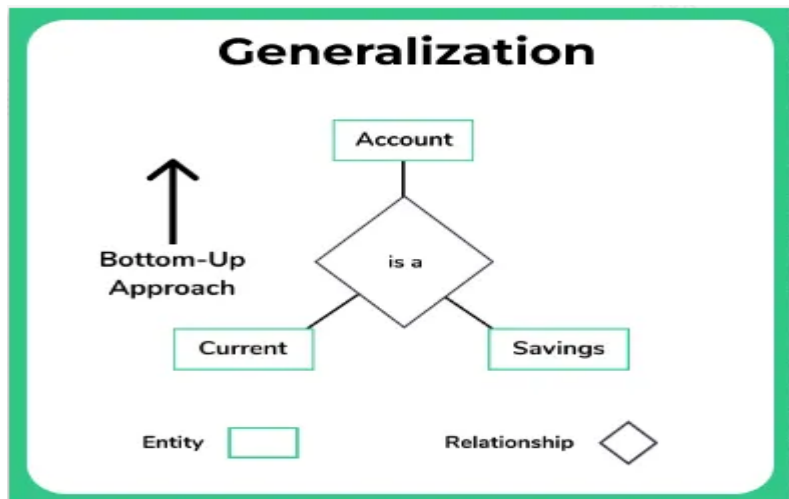 Generalization
Account
is a
Bottom-Up
Approach
Current
Savings
Entity
Relationship